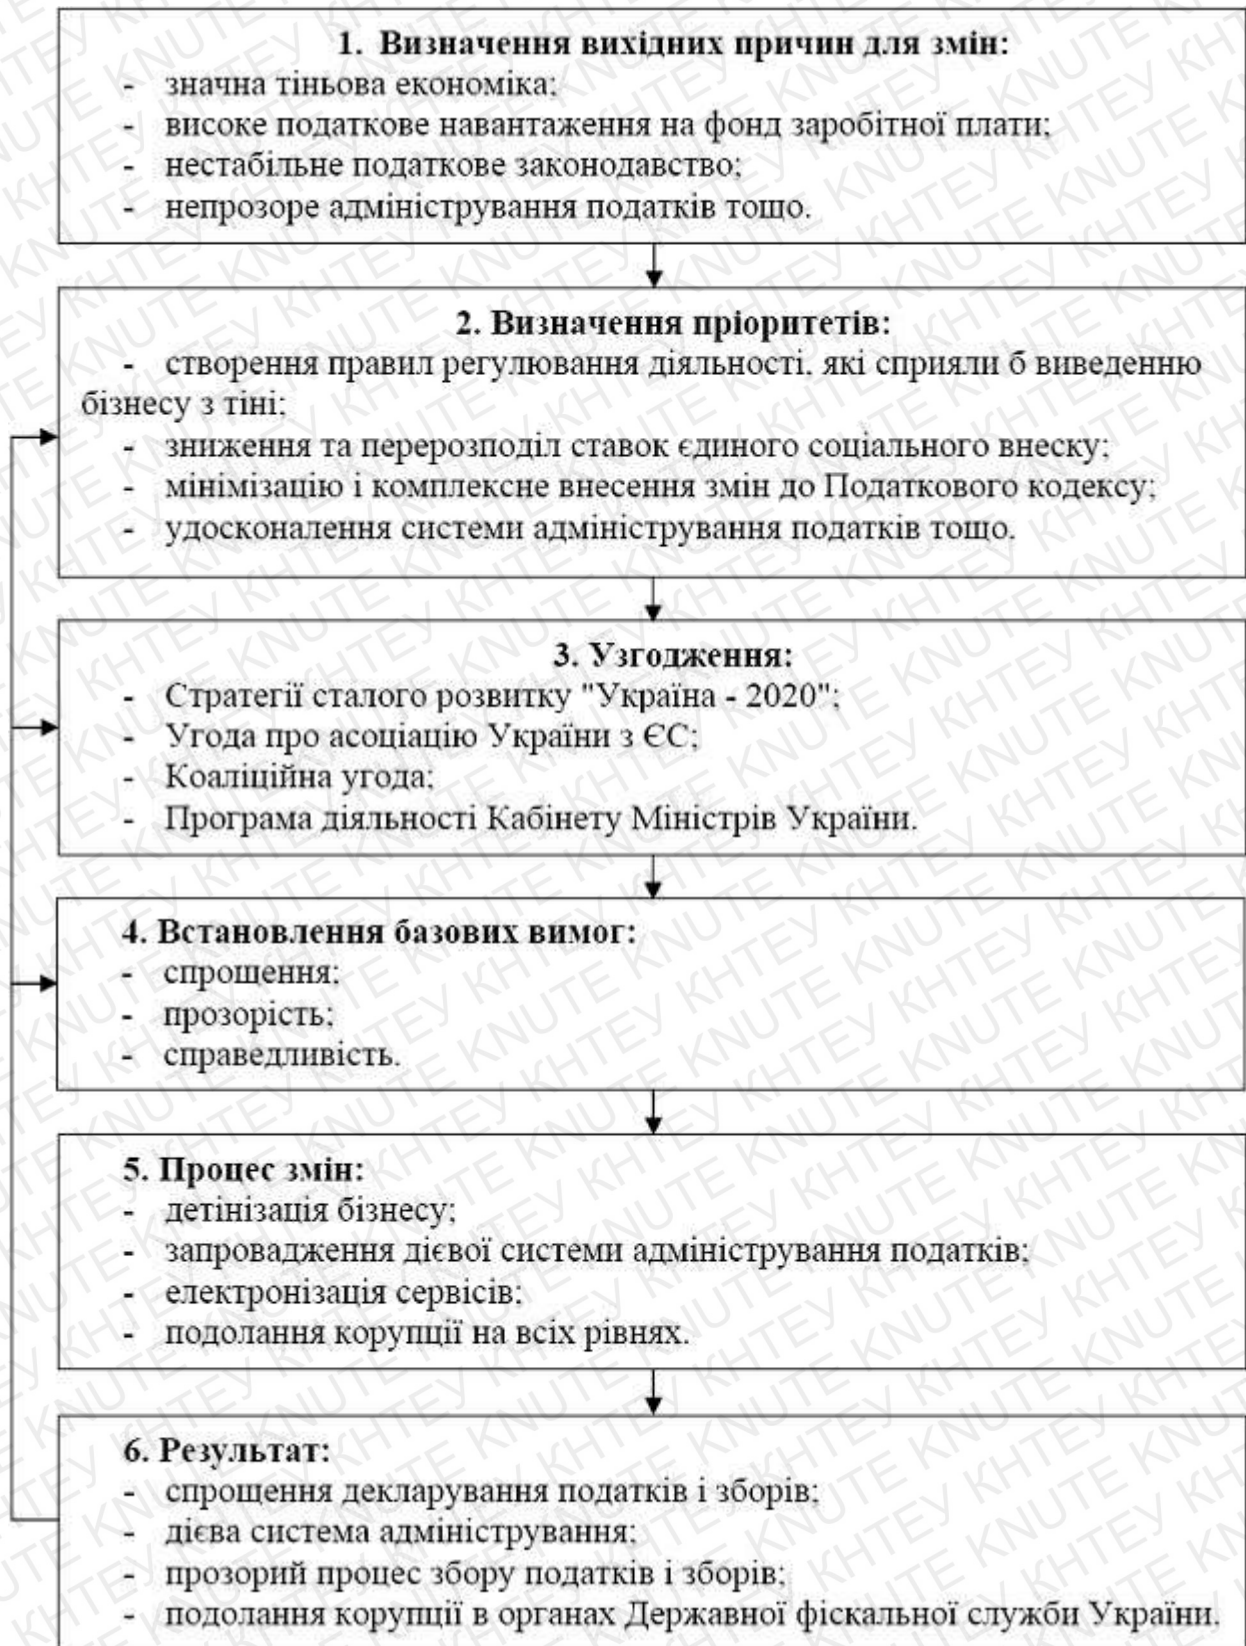 1. Визначення вихідних причин для змін:
- значна тіньова економіка;
- високе податкове навантаження на фонд заробітної плати;
- нестабільне податкове законодавство;
- непрозоре адміністрування податків тощо.
2. Визначення пріоритетів:
- створення правил регулювання діяльності, які сприяли б виведенню
бізнесу з тіні;
- зниження та перерозподіл ставок єдиного соціального внеску;
- мінімізацію і комплексне внесення змін до Податкового кодексу;
- удосконалення системи адміністрування податків тощо.
3. Узгодження:
- Стратегії сталого розвитку "Україна - 2020";
- Угода про асоціацію України з ЄС;
- Коаліційна угода;
- Програма діяльності Кабінету Міністрів України.
4. Встановлення базових вимог:
- спрощення;
- прозорість;
- справедливість.
5. Процес змін:
- детінізація бізнесу;
- запровадження дієвої системи адміністрування податків;
- електронізація сервісів;
- подолання корупції на всіх рівнях.
6. Результат:
- спрощення декларування податків і зборів;
- дієва система адміністрування;
- прозорий процес збору податків і зборів;
- подолання корупції в органах Державної фіскальної служби України.